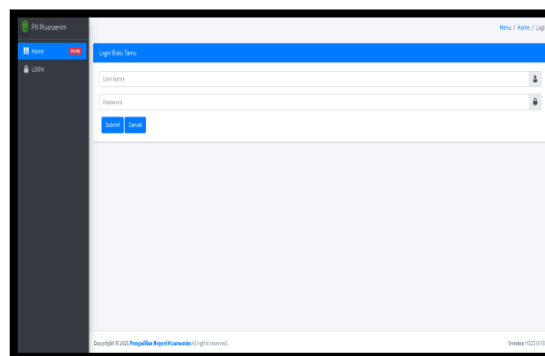 PN Muaraenim
Menu / Home / Logi
Home
LOGIN
Login Buku Tamu
User Name
Password
Submit Cancel
Copyright © Pengadilan Negeri Muaraenim All rights reserved.
Version